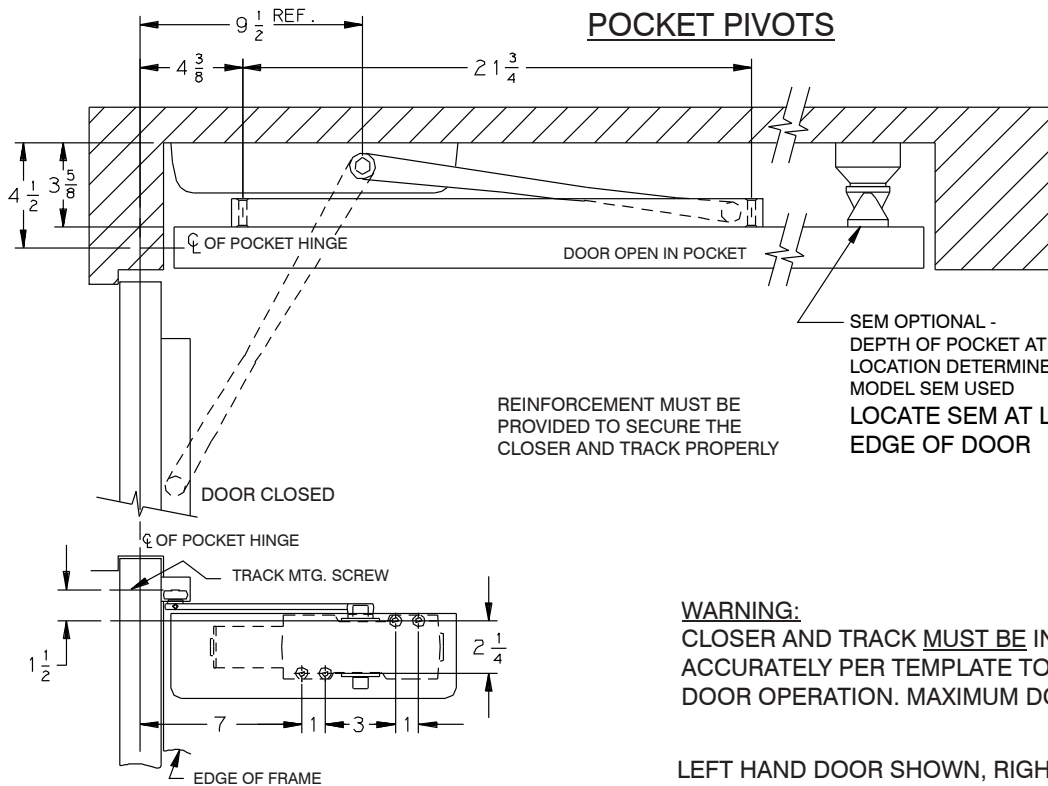 POCKET PIVOTS
9 1/2 REF.
4 3/8
21 3/4
4 1/2
3 5/8
℄ OF POCKET HINGE
DOOR OPEN IN POCKET
SEM OPTIONAL -
DEPTH OF POCKET AT
LOCATION DETERMINE
MODEL SEM USED
LOCATE SEM AT L
EDGE OF DOOR
REINFORCEMENT MUST BE
PROVIDED TO SECURE THE
CLOSER AND TRACK PROPERLY
DOOR CLOSED
℄ OF POCKET HINGE
TRACK MTG. SCREW
1 1/2
2 1/4
7
1
3
1
EDGE OF FRAME
WARNING:
CLOSER AND TRACK MUST BE IN
ACCURATELY PER TEMPLATE TO
DOOR OPERATION. MAXIMUM DO
LEFT HAND DOOR SHOWN, RIGH